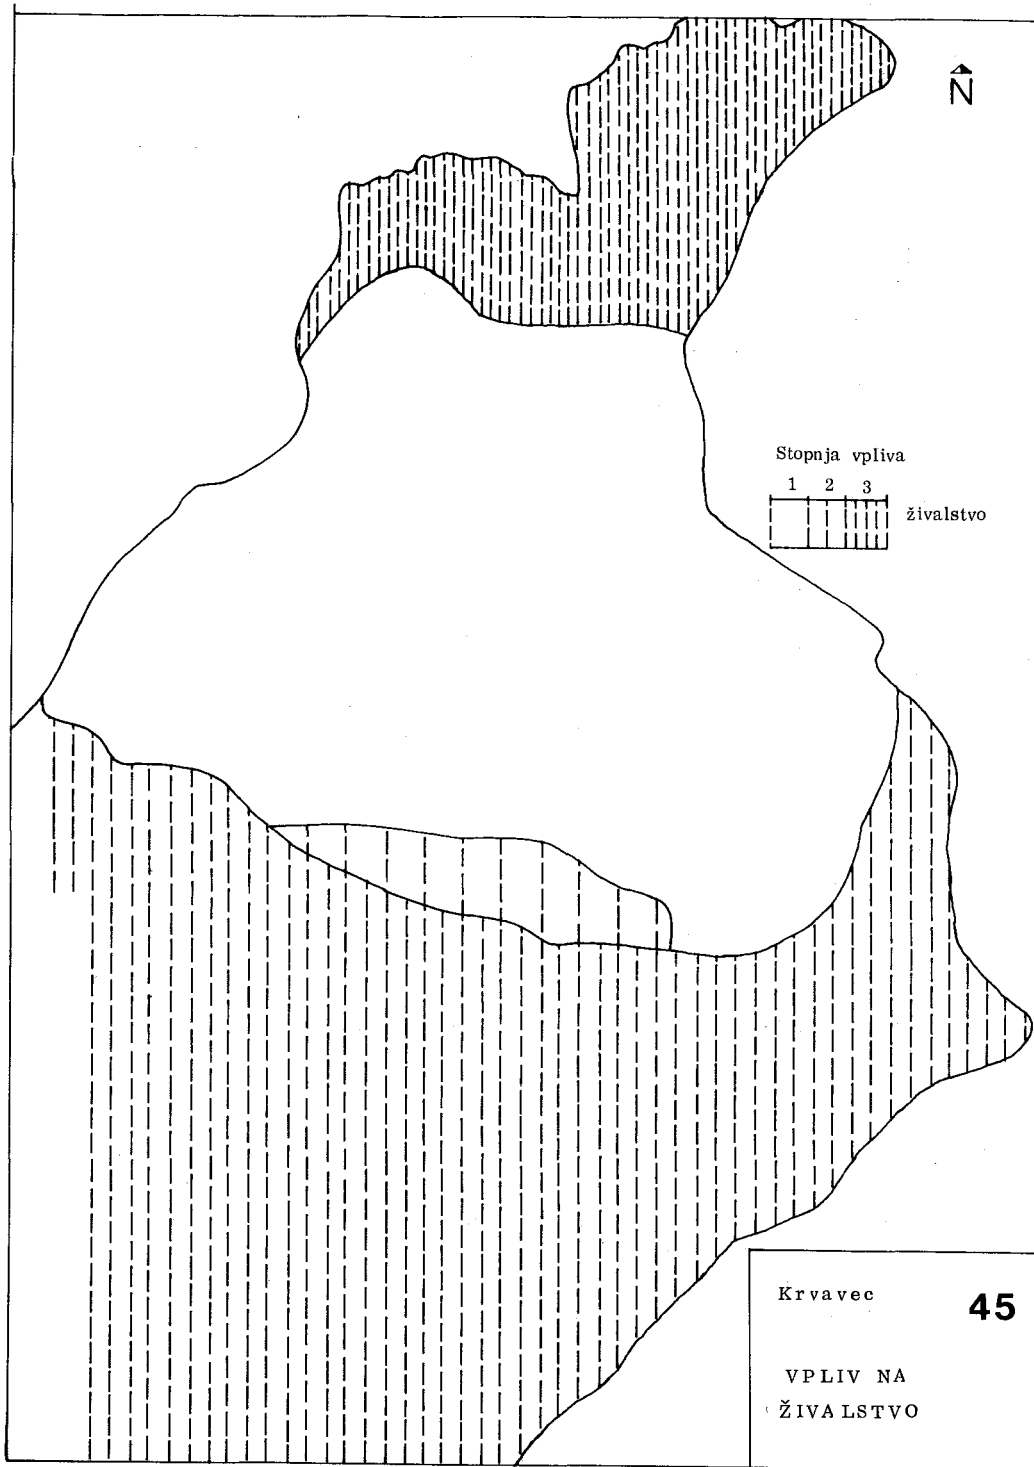 N
Stopnja vpliva
1 2 3
živalstvo
Krvavec
45
VPLIV NA
ŽIVALSTVO